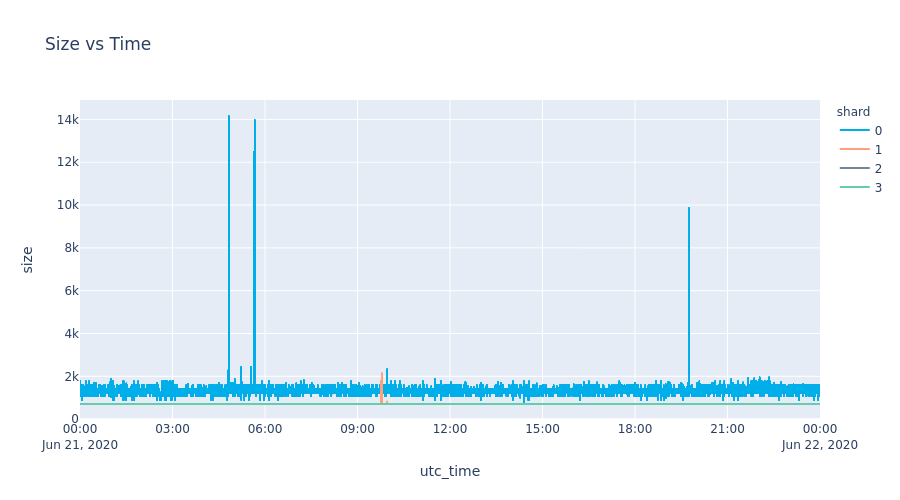 Size vs Time
shard
0
1
2
3
14k
12k
10k
8k
6k
4k
2k
0
size
00:00 03:00 06:00 09:00 12:00 15:00 18:00 21:00 00:00
Jun 21, 2020 Jun 22, 2020
utc_time